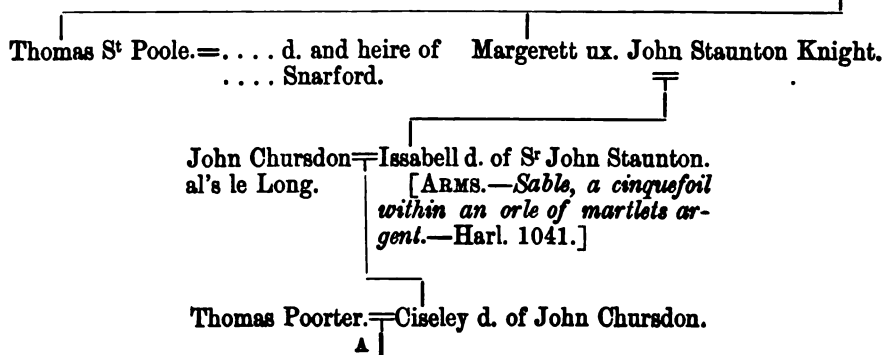 Thomas Sᵗ Poole.=.... d. and heire of Margerett ux. John Staunton Knight.
.... Snarford.
John Chursdon=Issabell d. of Sʳ John Staunton.
al's le Long. [ARMS.—Sable, a cinquefoil
within an orle of martlets ar-
gent.—Harl. 1041.]
Thomas Poorter.=Ciseley d. of John Chursdon.
A